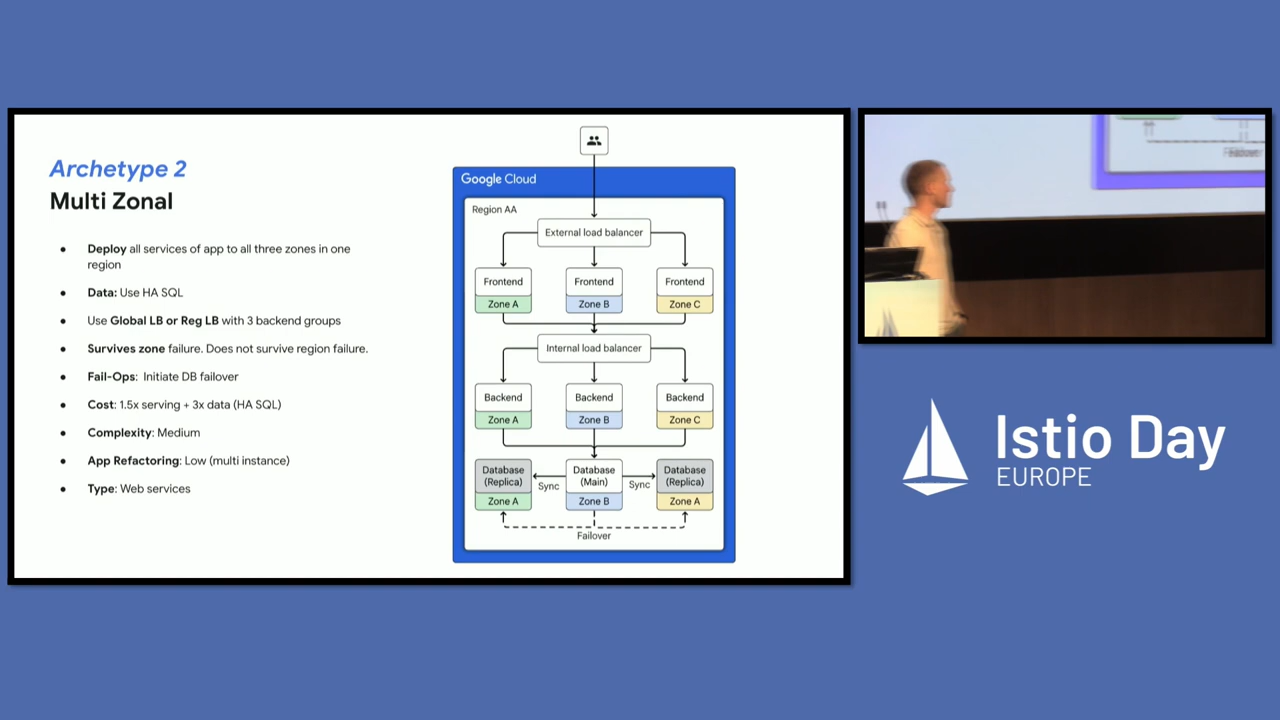 Archetype 2
Multi Zonal
● Deploy all services of app to all three zones in one
region
● Data: Use HA SQL
● Use Global LB or Reg LB with 3 backend groups
● Survives zone failure. Does not survive region failure.
● Fail-Ops: Initiate DB failover
● Cost: 1.5x serving + 3x data (HA SQL)
● Complexity: Medium
● App Refactoring: Low (multi instance)
● Type: Web services
Google Cloud
Region AA
External load balancer
Frontend Frontend Frontend
Zone A Zone B Zone C
Internal load balancer
Backend Backend Backend
Zone A Zone B Zone C
Database Database Database
(Replica) (Main) (Replica)
Sync Sync
Zone A Zone B Zone A
Failover
Istio Day
EUROPE